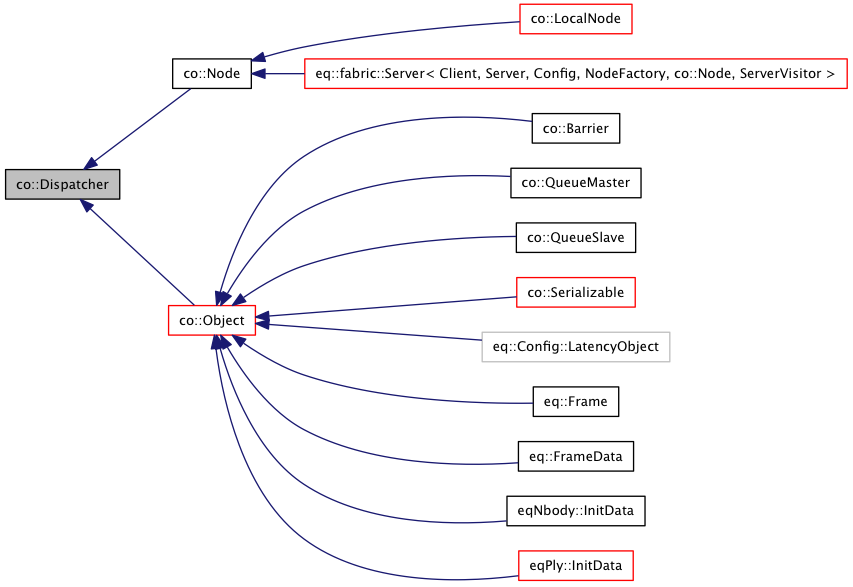 co::LocalNode
co::Node
eq::fabric::Server< Client, Server, Config, NodeFactory, co::Node, ServerVisitor >
co::Barrier
co::Dispatcher
co::QueueMaster
co::QueueSlave
co::Serializable
co::Object
eq::Config::LatencyObject
eq::Frame
eq::FrameData
eqNbody::InitData
eqPly::InitData